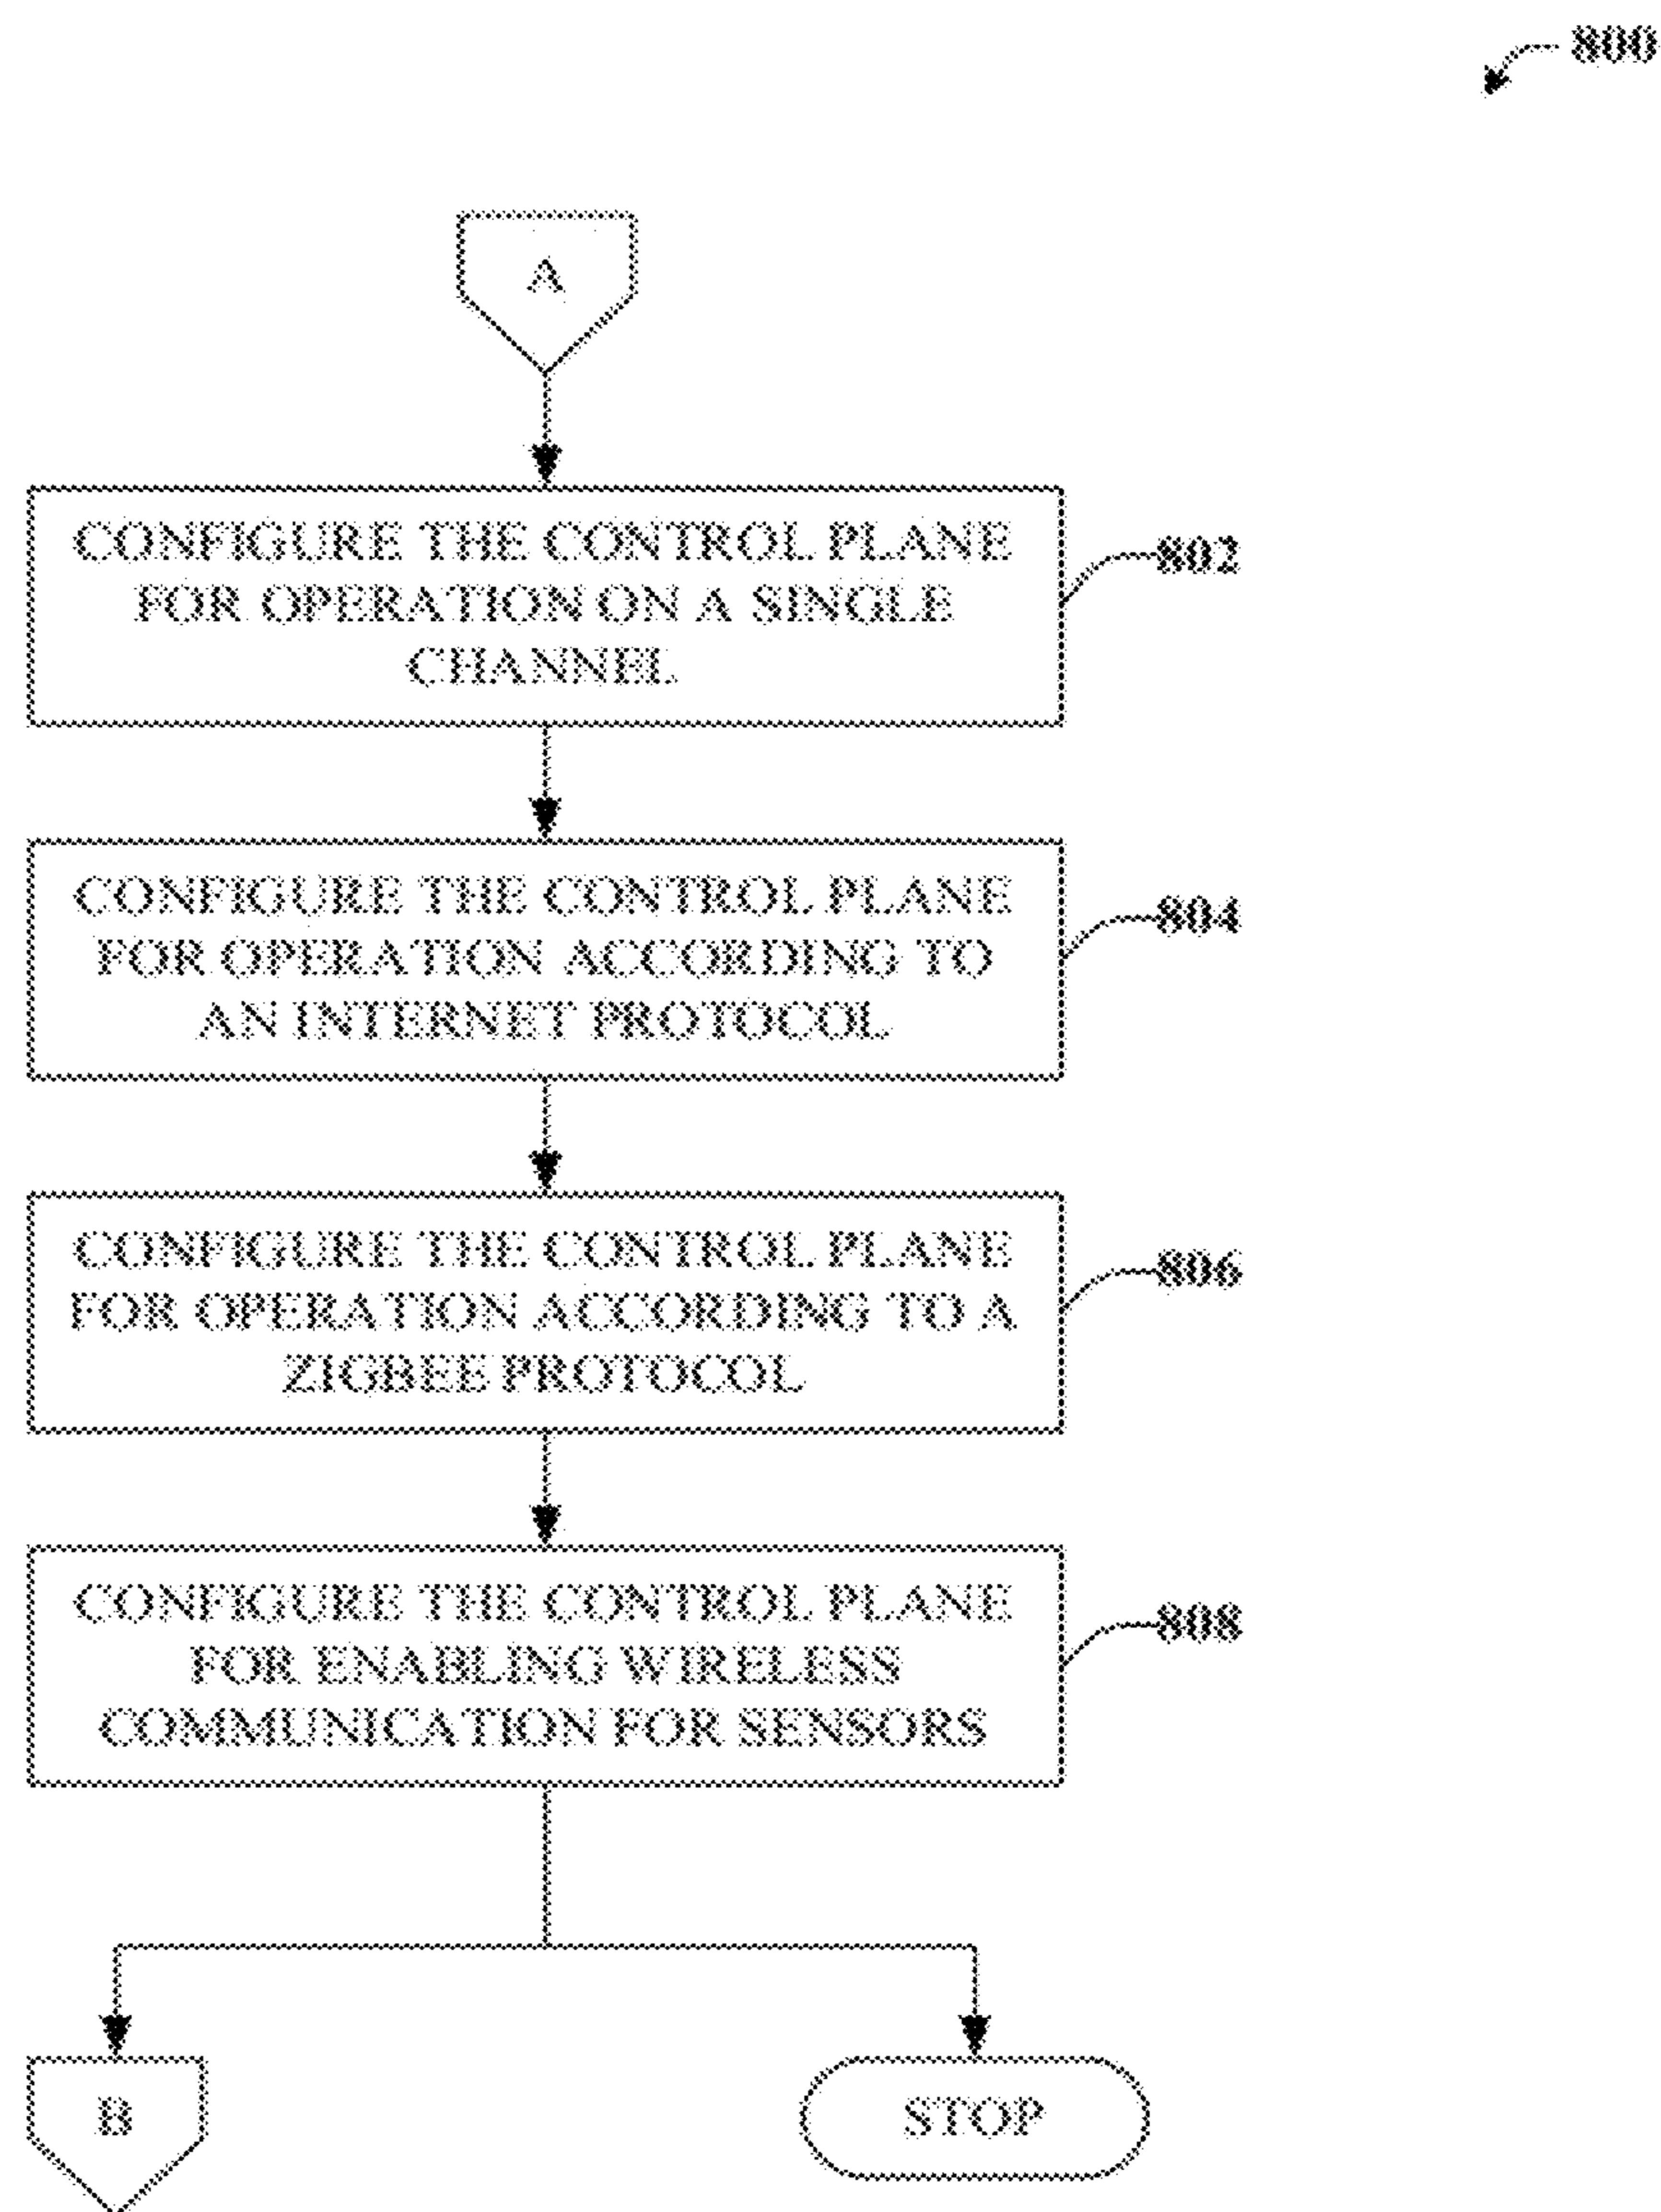 800
A
CONFIGURE THE CONTROL PLANE
FOR OPERATION ON A SINGLE
CHANNEL
802
CONFIGURE THE CONTROL PLANE
FOR OPERATION ACCORDING TO
AN INTERNET PROTOCOL
804
CONFIGURE THE CONTROL PLANE
FOR OPERATION ACCORDING TO A
ZIGBEE PROTOCOL
806
CONFIGURE THE CONTROL PLANE
FOR ENABLING WIRELESS
COMMUNICATION FOR SENSORS
808
B
STOP